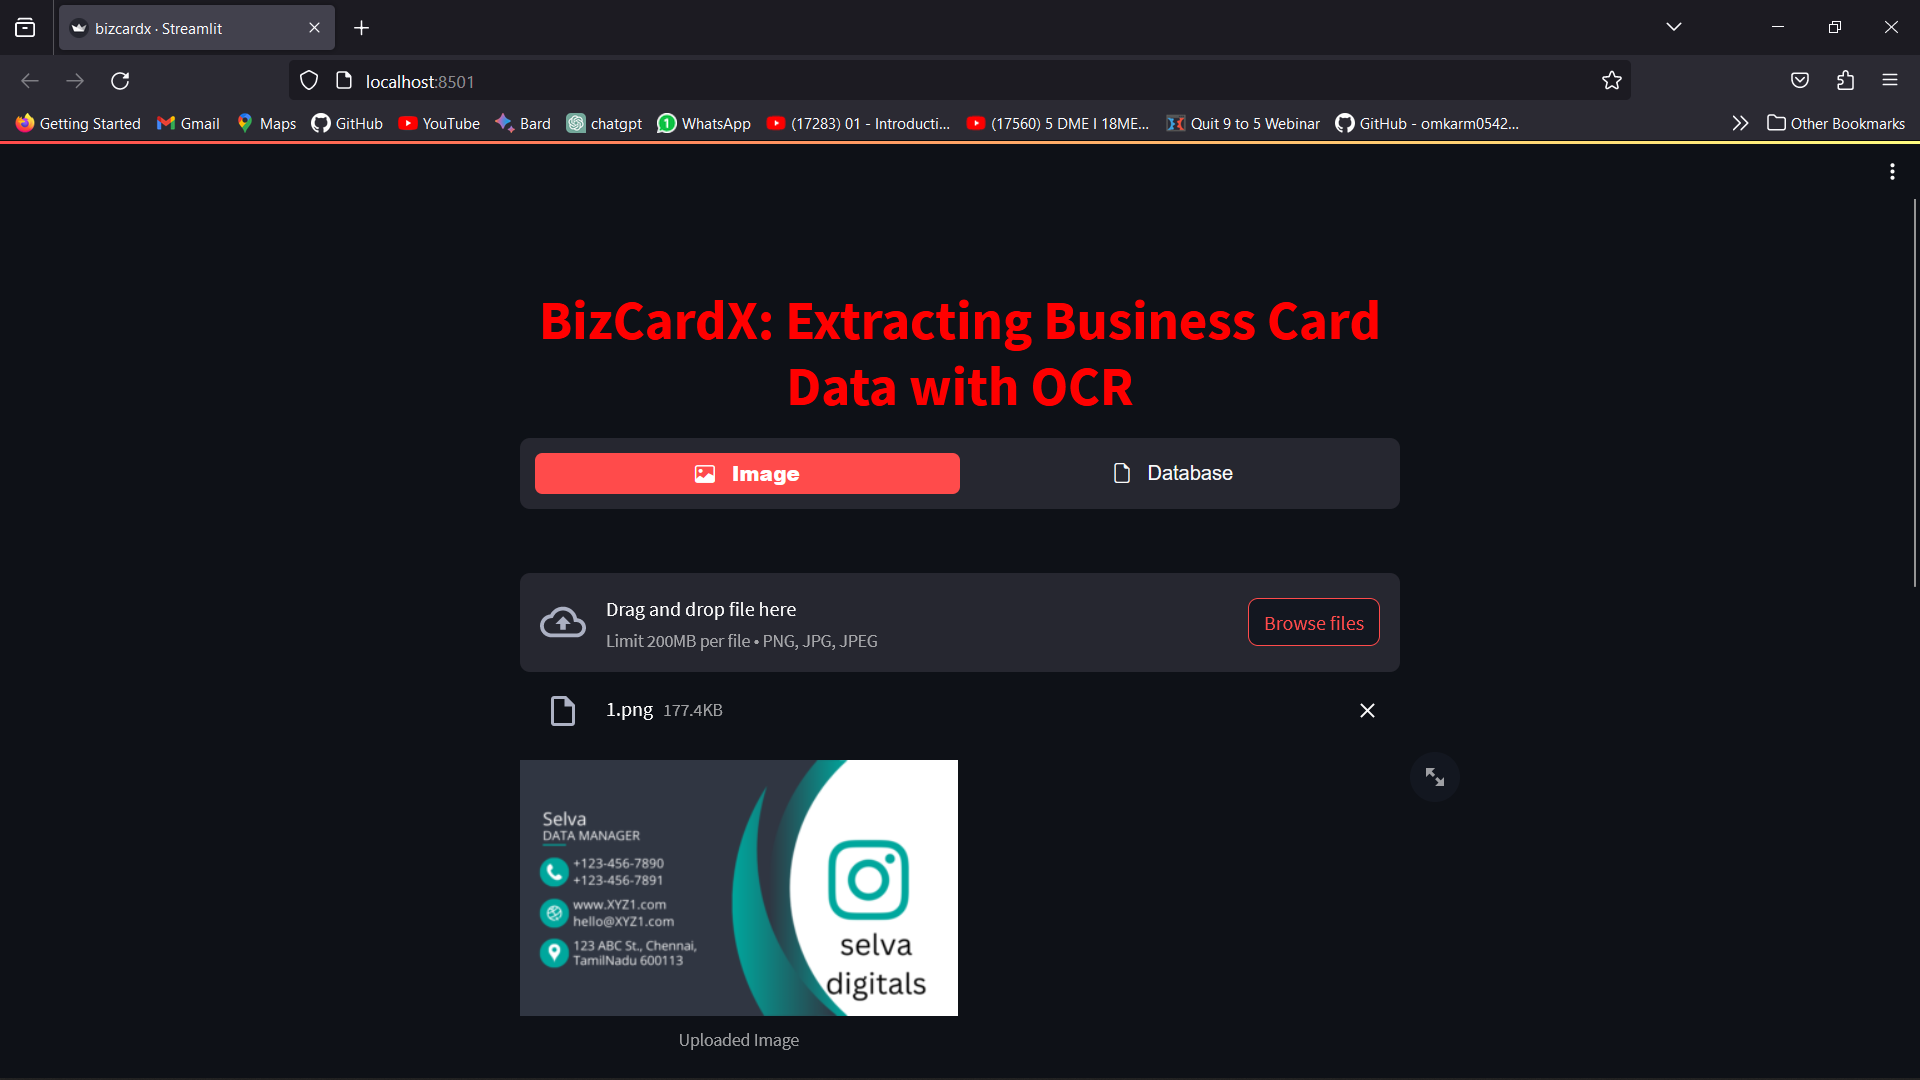 bizcardx · Streamlit
localhost:8501
Getting Started
Gmail
Maps
GitHub
YouTube
Bard
chatgpt
1
WhatsApp
(17283) 01 - Introducti...
(17560) 5 DME I 18ME...
Quit 9 to 5 Webinar
GitHub - omkarm0542...
Other Bookmarks
BizCardX: Extracting Business Card
Data with OCR
Image
Database
Drag and drop file here
Limit 200MB per file • PNG, JPG, JPEG
Browse files
1.png 177.4KB
Selva
DATA MANAGER
+123-456-7890
+123-456-7891
www.XYZ1.com
hello@XYZ1.com
123 ABC St., Chennai,
TamilNadu 600113
selva
digitals
Uploaded Image